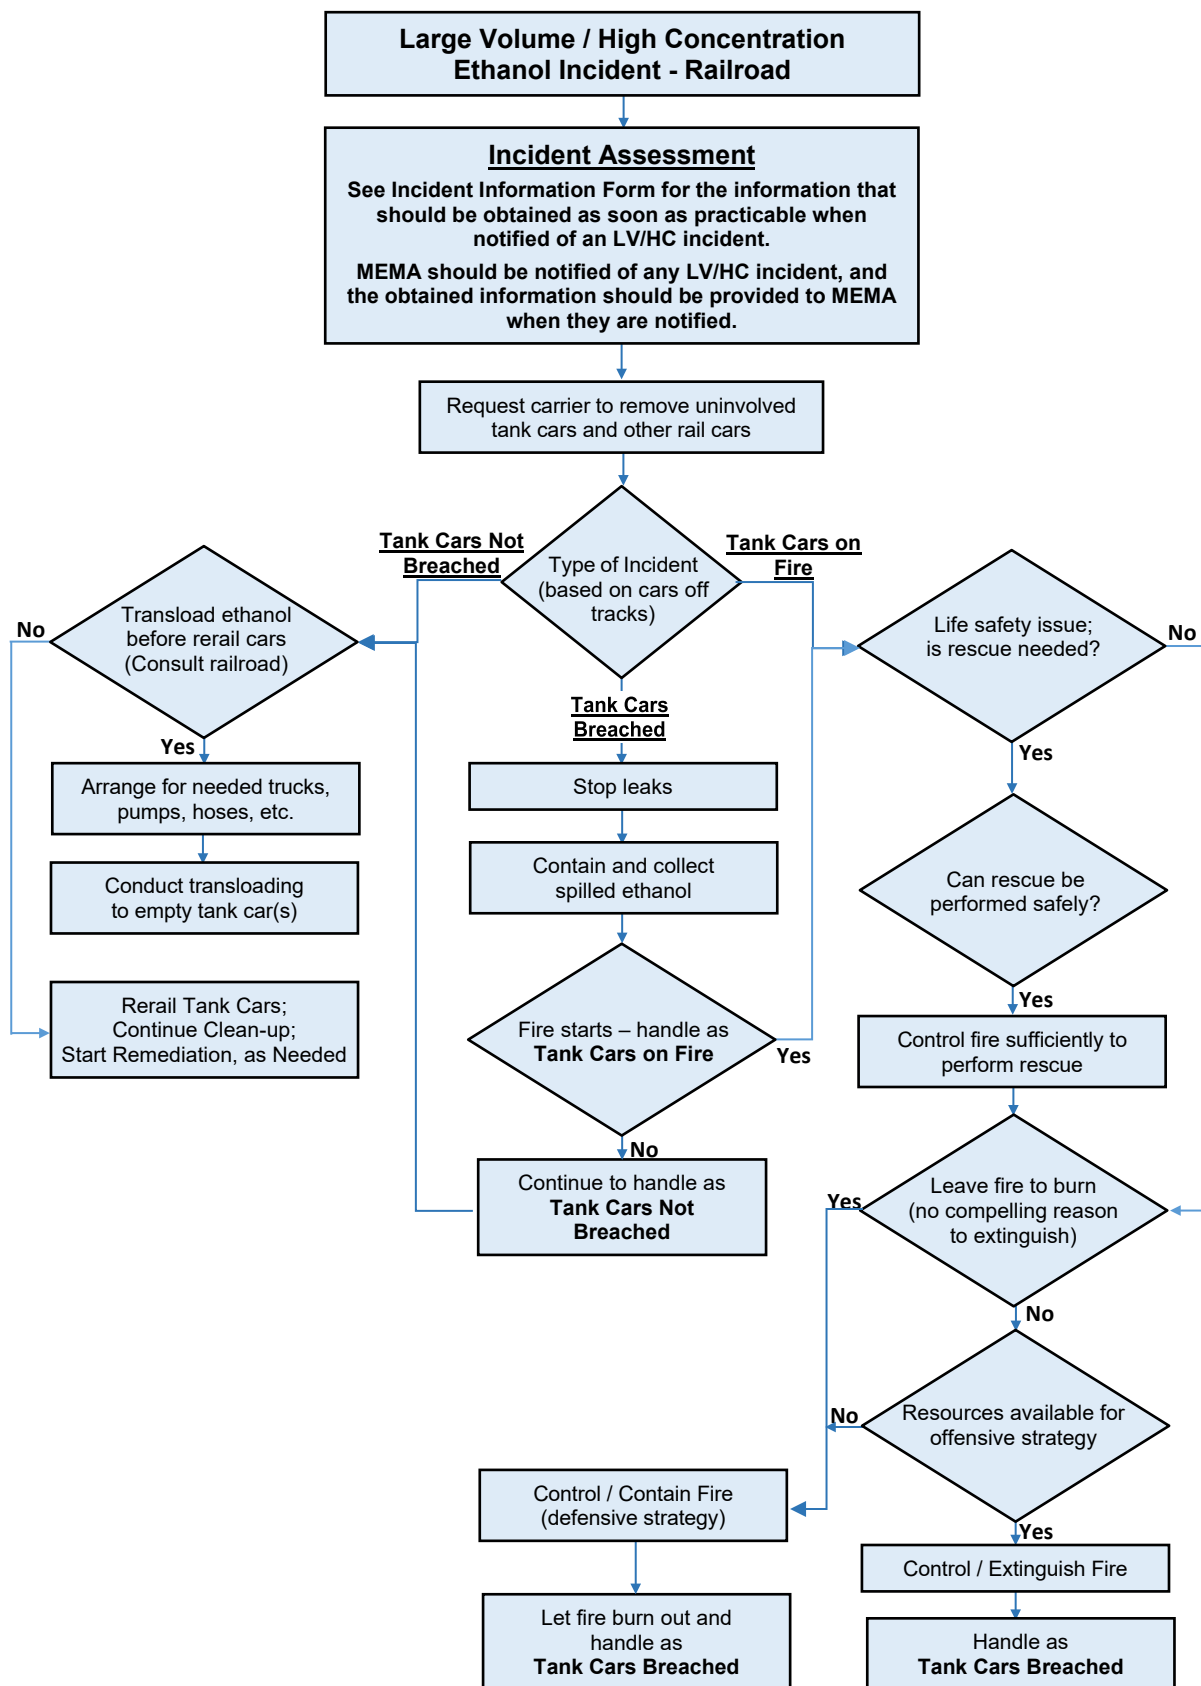 Large Volume / High Concentration
Ethanol Incident - Railroad
Incident Assessment
See Incident Information Form for the information that
should be obtained as soon as practicable when
notified of an LV/HC incident.
MEMA should be notified of any LV/HC incident, and
the obtained information should be provided to MEMA
when they are notified.
Request carrier to remove uninvolved
tank cars and other rail cars
Type of Incident
(based on cars off
tracks)
Tank Cars Not
Breached
Tank Cars on
Fire
Tank Cars
Breached
Transload ethanol
before rerail cars
(Consult railroad)
No
Yes
Arrange for needed trucks,
pumps, hoses, etc.
Conduct transloading
to empty tank car(s)
Rerail Tank Cars;
Continue Clean-up;
Start Remediation, as Needed
Stop leaks
Contain and collect
spilled ethanol
Fire starts – handle as
Tank Cars on Fire
Yes
No
Continue to handle as
Tank Cars Not
Breached
Life safety issue;
is rescue needed?
No
Yes
Can rescue be
performed safely?
Yes
Control fire sufficiently to
perform rescue
Leave fire to burn
(no compelling reason
to extinguish)
Yes
No
Resources available for
offensive strategy
No
Yes
Control / Contain Fire
(defensive strategy)
Let fire burn out and
handle as
Tank Cars Breached
Control / Extinguish Fire
Handle as
Tank Cars Breached